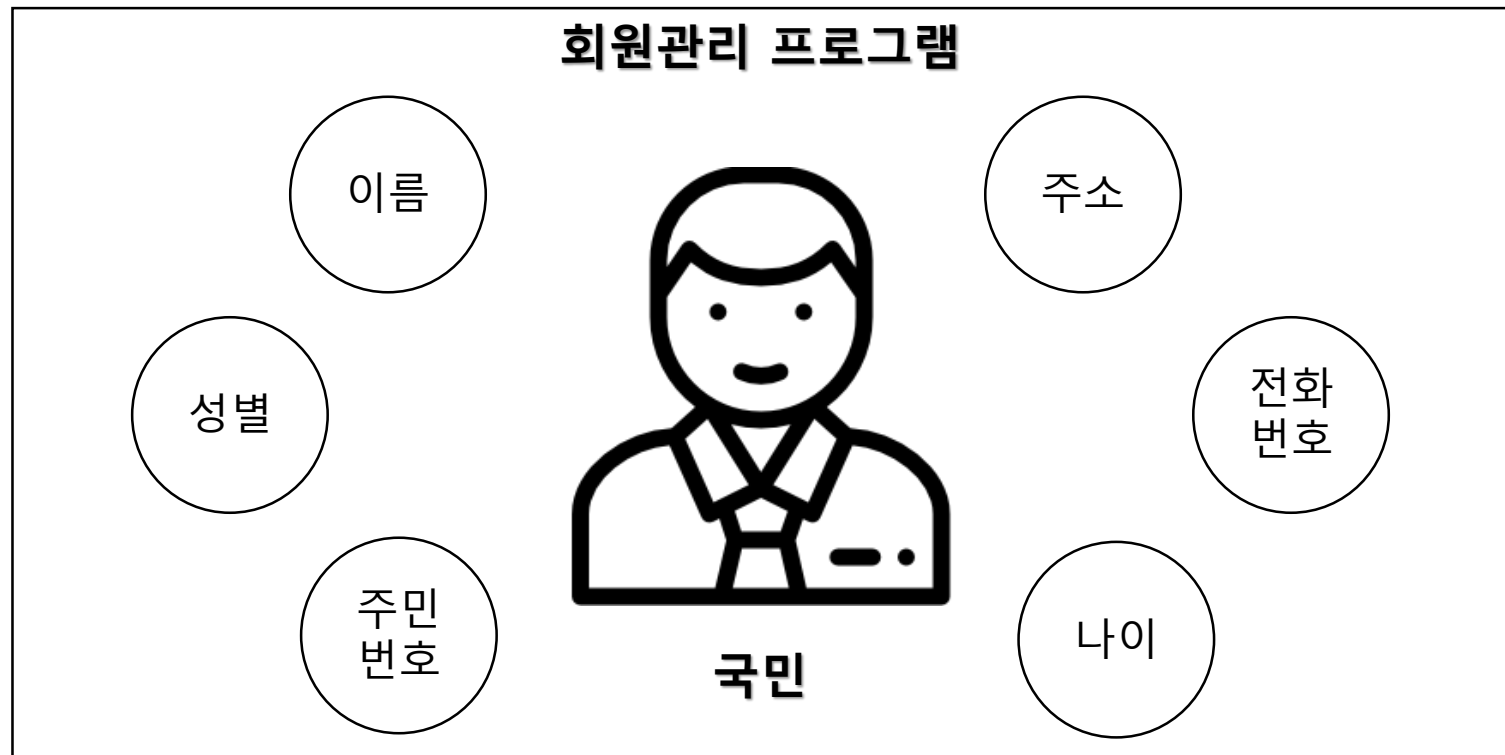 회원관리 프로그램
이름
주소
성별
전화
번호
주민
번호
나이
국민